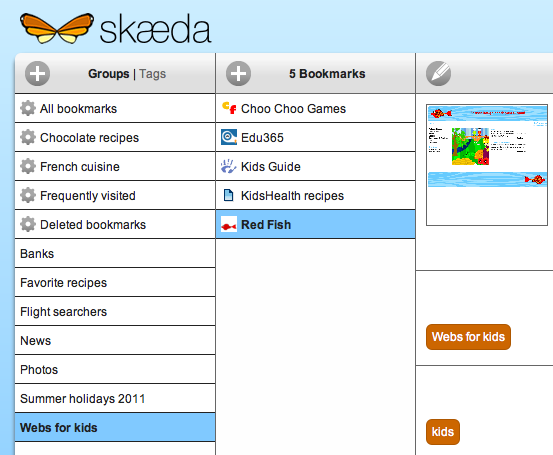 skæda
Groups | Tags
5 Bookmarks
All bookmarks
Chocolate recipes
French cuisine
Frequently visited
Deleted bookmarks
Banks
Favorite recipes
Flight searchers
News
Photos
Summer holidays 2011
Webs for kids
Choo Choo Games
Edu365
Kids Guide
KidsHealth recipes
Red Fish
Webs for kids
kids